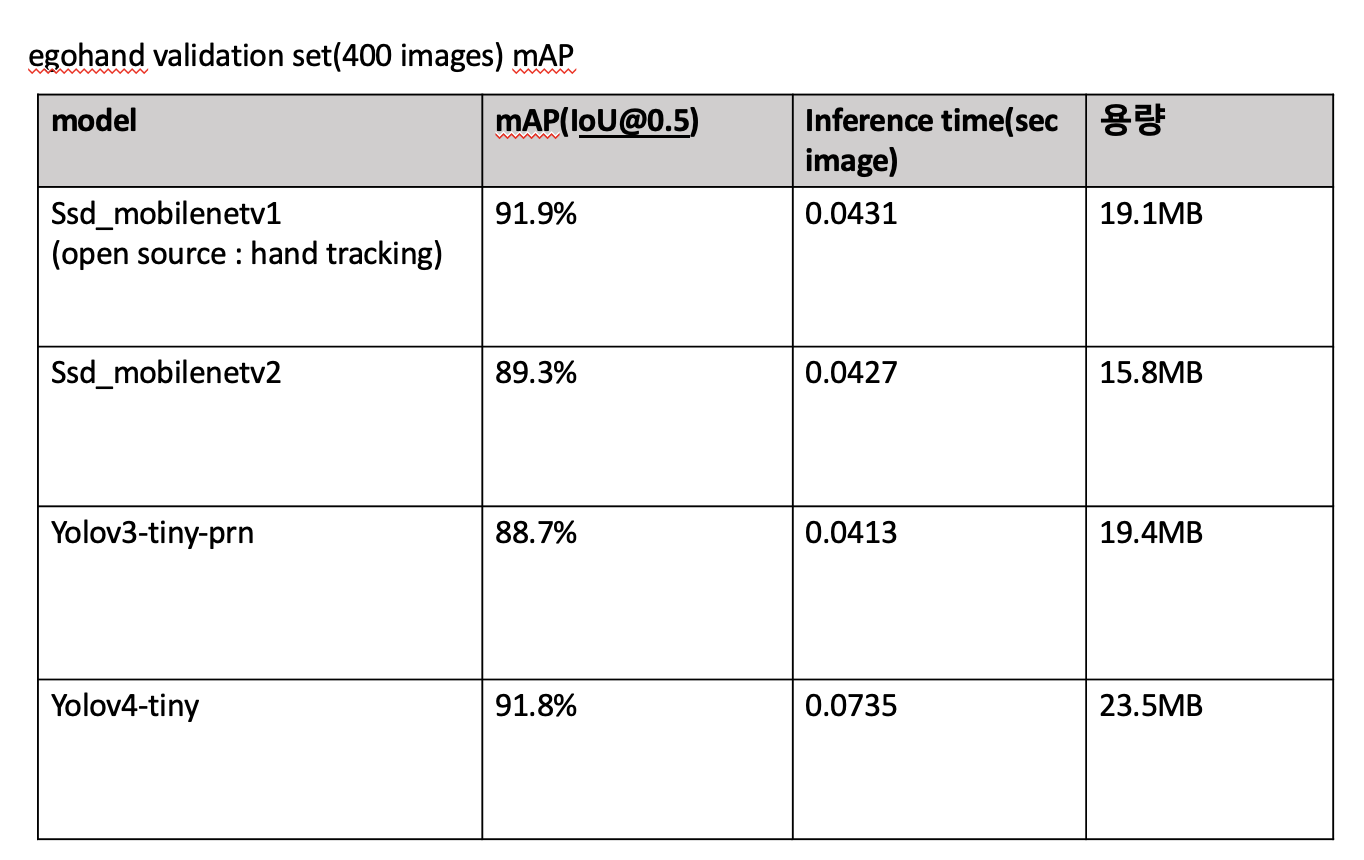 egohand validation set(400 images) mAP
model mAP(IoU@0.5) Inference time(sec image) 용량
Ssd_mobilenetv1 91.9% 0.0431 19.1MB
(open source : hand tracking)
Ssd_mobilenetv2 89.3% 0.0427 15.8MB
Yolov3-tiny-prn 88.7% 0.0413 19.4MB
Yolov4-tiny 91.8% 0.0735 23.5MB